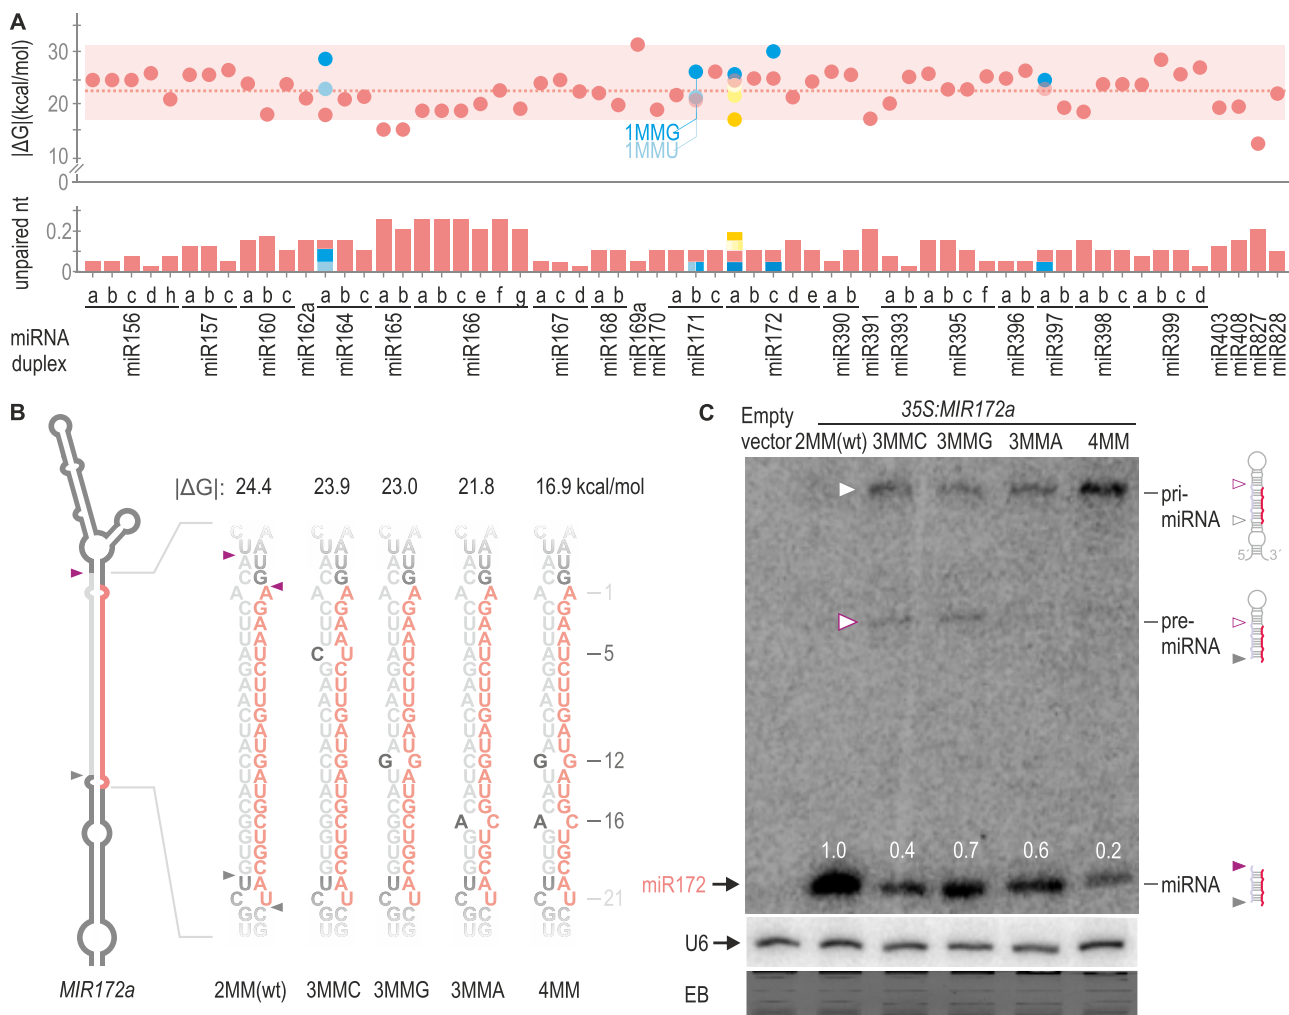 A
|ΔG|(kcal/mol)
30
20
10
0
1MMG
1MMU
unpaired nt
0.2
0
a b c d h a b c a b c a b a b a b c e f g a c d a b a b c a b c d e a b a b a b c f a b a b a b c a b c d
miRNA
duplex
miR156 miR157 miR160 miR162a miR164 miR165 miR166 miR167 miR168 miR169a miR170 miR171 miR172 miR390 miR391 miR393 miR395 miR396 miR397 miR398 miR399 miR403 miR408 miR827 miR828
B
|ΔG|: 24.4 23.9 23.0 21.8 16.9 kcal/mol
1
5
12
16
21
MIR172a 2MM(wt) 3MMC 3MMG 3MMA 4MM
C
Empty
vector
35S:MIR172a
2MM(wt) 3MMC 3MMG 3MMA 4MM
pri-
miRNA
5´ 3´
pre-
miRNA
1.0 0.4 0.7 0.6 0.2
miR172
miRNA
U6
EB